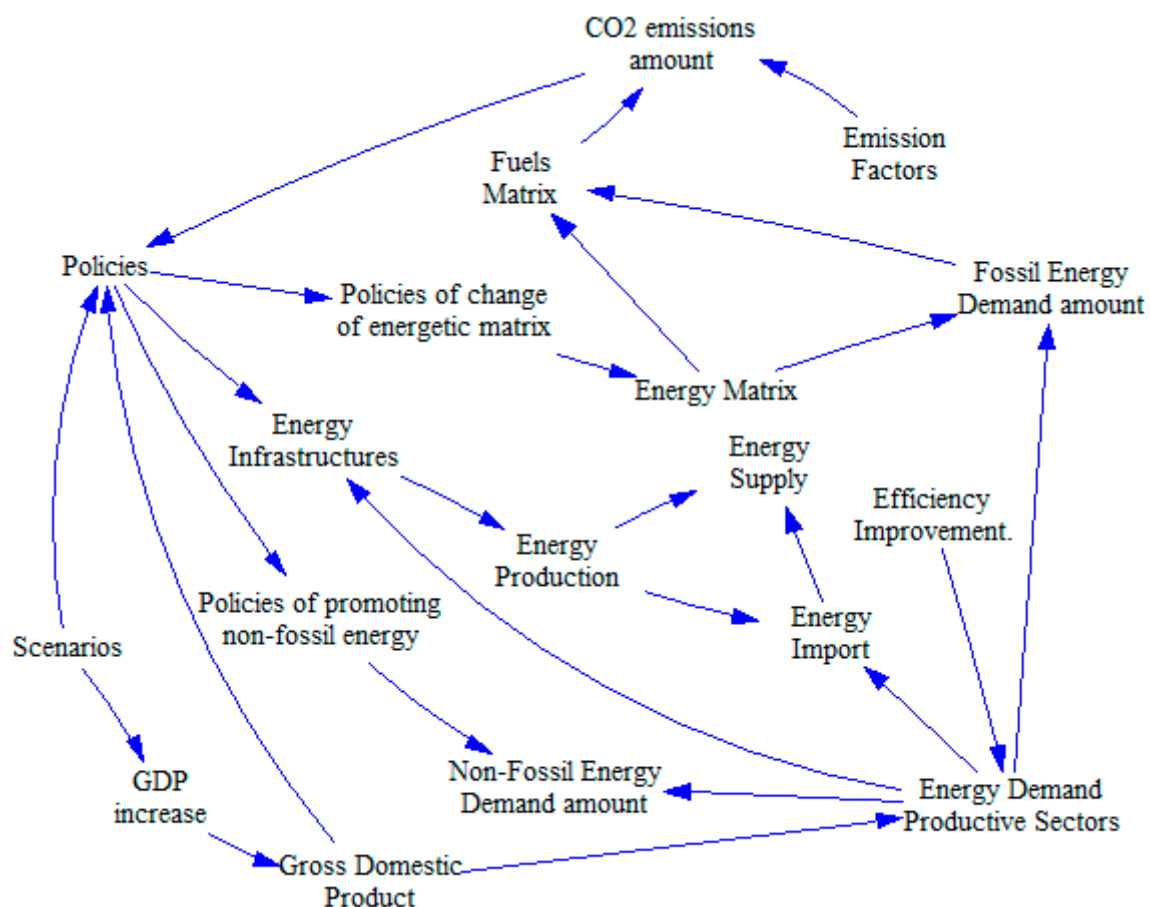 CO2 emissions
amount
Emission
Factors
Fuels
Matrix
Policies
Policies of change
of energetic matrix
Fossil Energy
Demand amount
Energy Matrix
Energy
Infrastructures
Energy
Supply
Efficiency
Improvement.
Energy
Production
Policies of promoting
non-fossil energy
Energy
Import
Scenarios
GDP
increase
Non-Fossil Energy
Demand amount
Energy Demand
Productive Sectors
Gross Domestic
Product